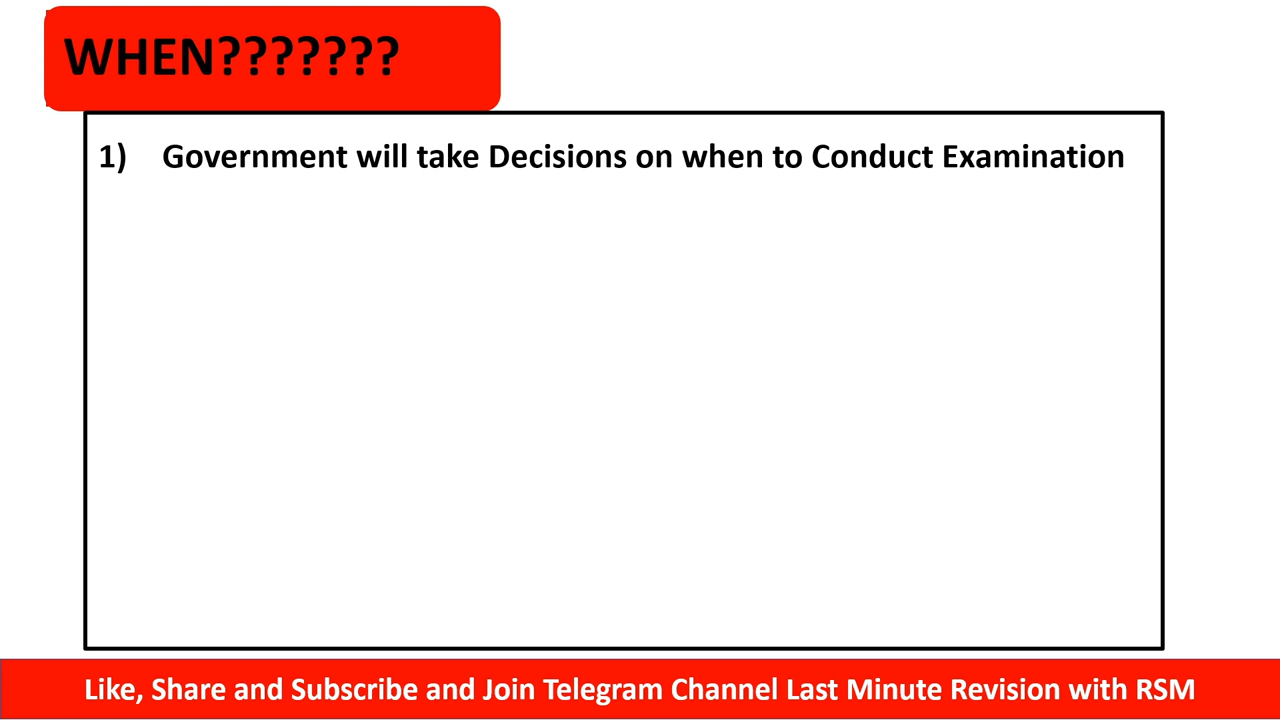 WHEN???????
1) Government will take Decisions on when to Conduct Examination
Like, Share and Subscribe and Join Telegram Channel Last Minute Revision with RSM